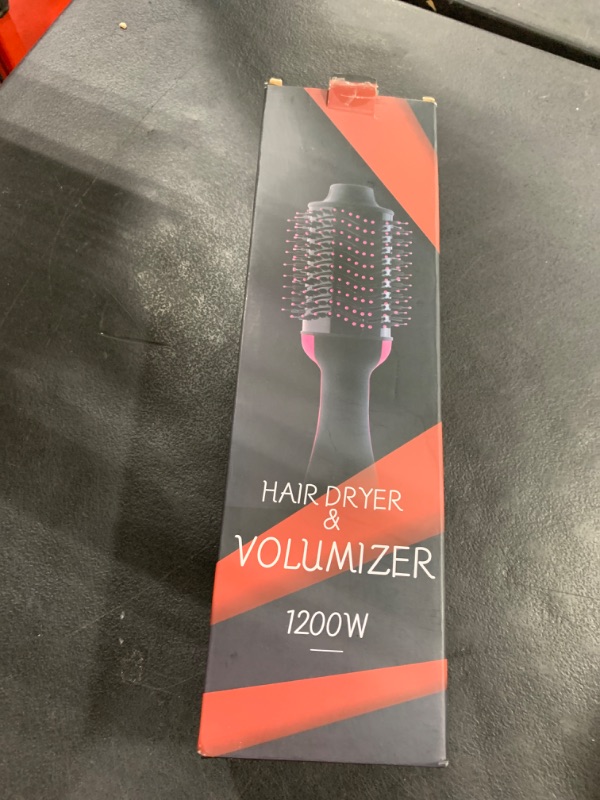 HAIR DRYER
&
VOLUMIZER
1200W